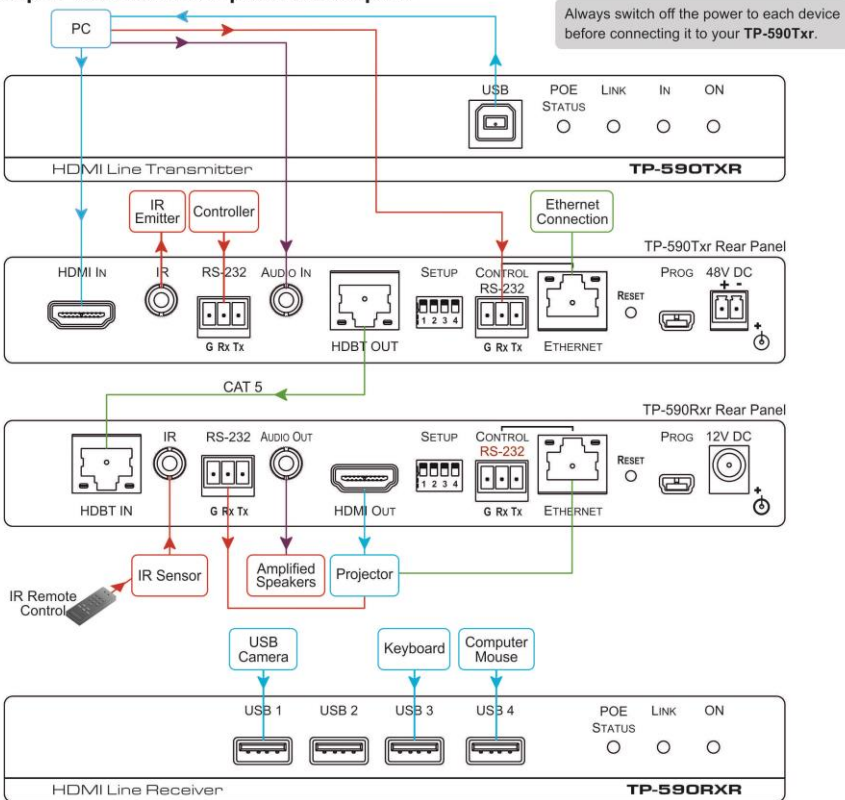 Always switch off the power to each device
before connecting it to your TP-590Txr.
PC
USB
POE
STATUS
LINK
IN
ON
HDMI Line Transmitter
TP-590TXR
IR
Emitter
Controller
Ethernet
Connection
TP-590Txr Rear Panel
HDMI IN
IR
RS-232
AUDIO IN
SETUP
CONTROL
RS-232
RESET
PROG
48V DC
+ -
1 2 3 4
G Rx Tx
HDBT OUT
G Rx Tx
ETHERNET
+
CAT 5
TP-590Rxr Rear Panel
IR
RS-232
AUDIO OUT
SETUP
CONTROL
RS-232
RESET
PROG
12V DC
1 2 3 4
HDBT IN
G Rx Tx
HDMI OUT
G Rx Tx
ETHERNET
+
IR Sensor
Amplified
Speakers
Projector
IR Remote
Control
USB
Camera
Keyboard
Computer
Mouse
USB 1
USB 2
USB 3
USB 4
POE
STATUS
LINK
ON
HDMI Line Receiver
TP-590RXR